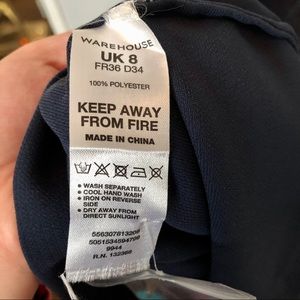 WAREHOUSE
UK 8
FR36 D34
100% POLYESTER
KEEP AWAY
FROM FIRE
MADE IN CHINA
• WASH SEPARATELY
• COOL HAND WASH
• IRON ON REVERSE
SIDE
• DRY AWAY FROM
DIRECT SUNLIGHT
9944